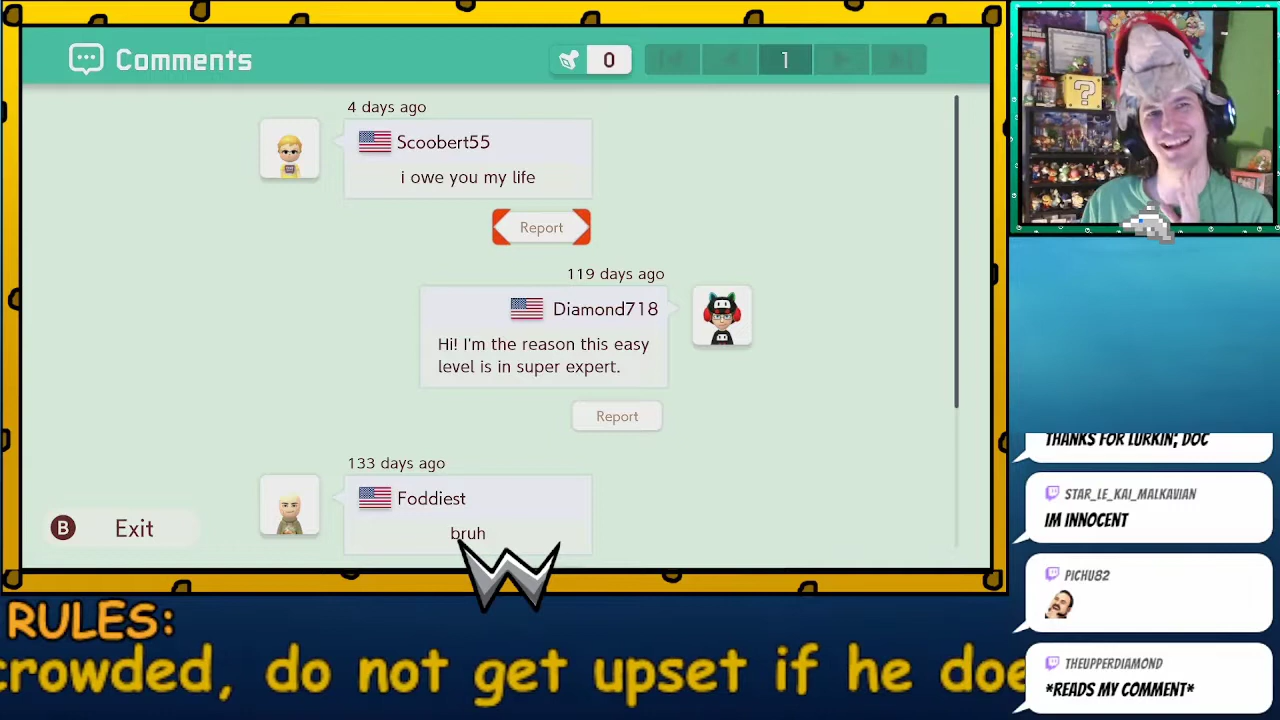 Comments
0
1
4 days ago
Scoobert55
i owe you my life
Report
119 days ago
Diamond718
Hi! I'm the reason this easy
level is in super expert.
Report
133 days ago
Foddiest
bruh
B Exit
RULES:
crowded, do not get upset if he doe
THANKS FOR LURKIN, DOC
STAR_LE_KAI_MALKAVIAN
IM INNOCENT
PICHU82
THEUPPERDIAMOND
*READS MY COMMENT*